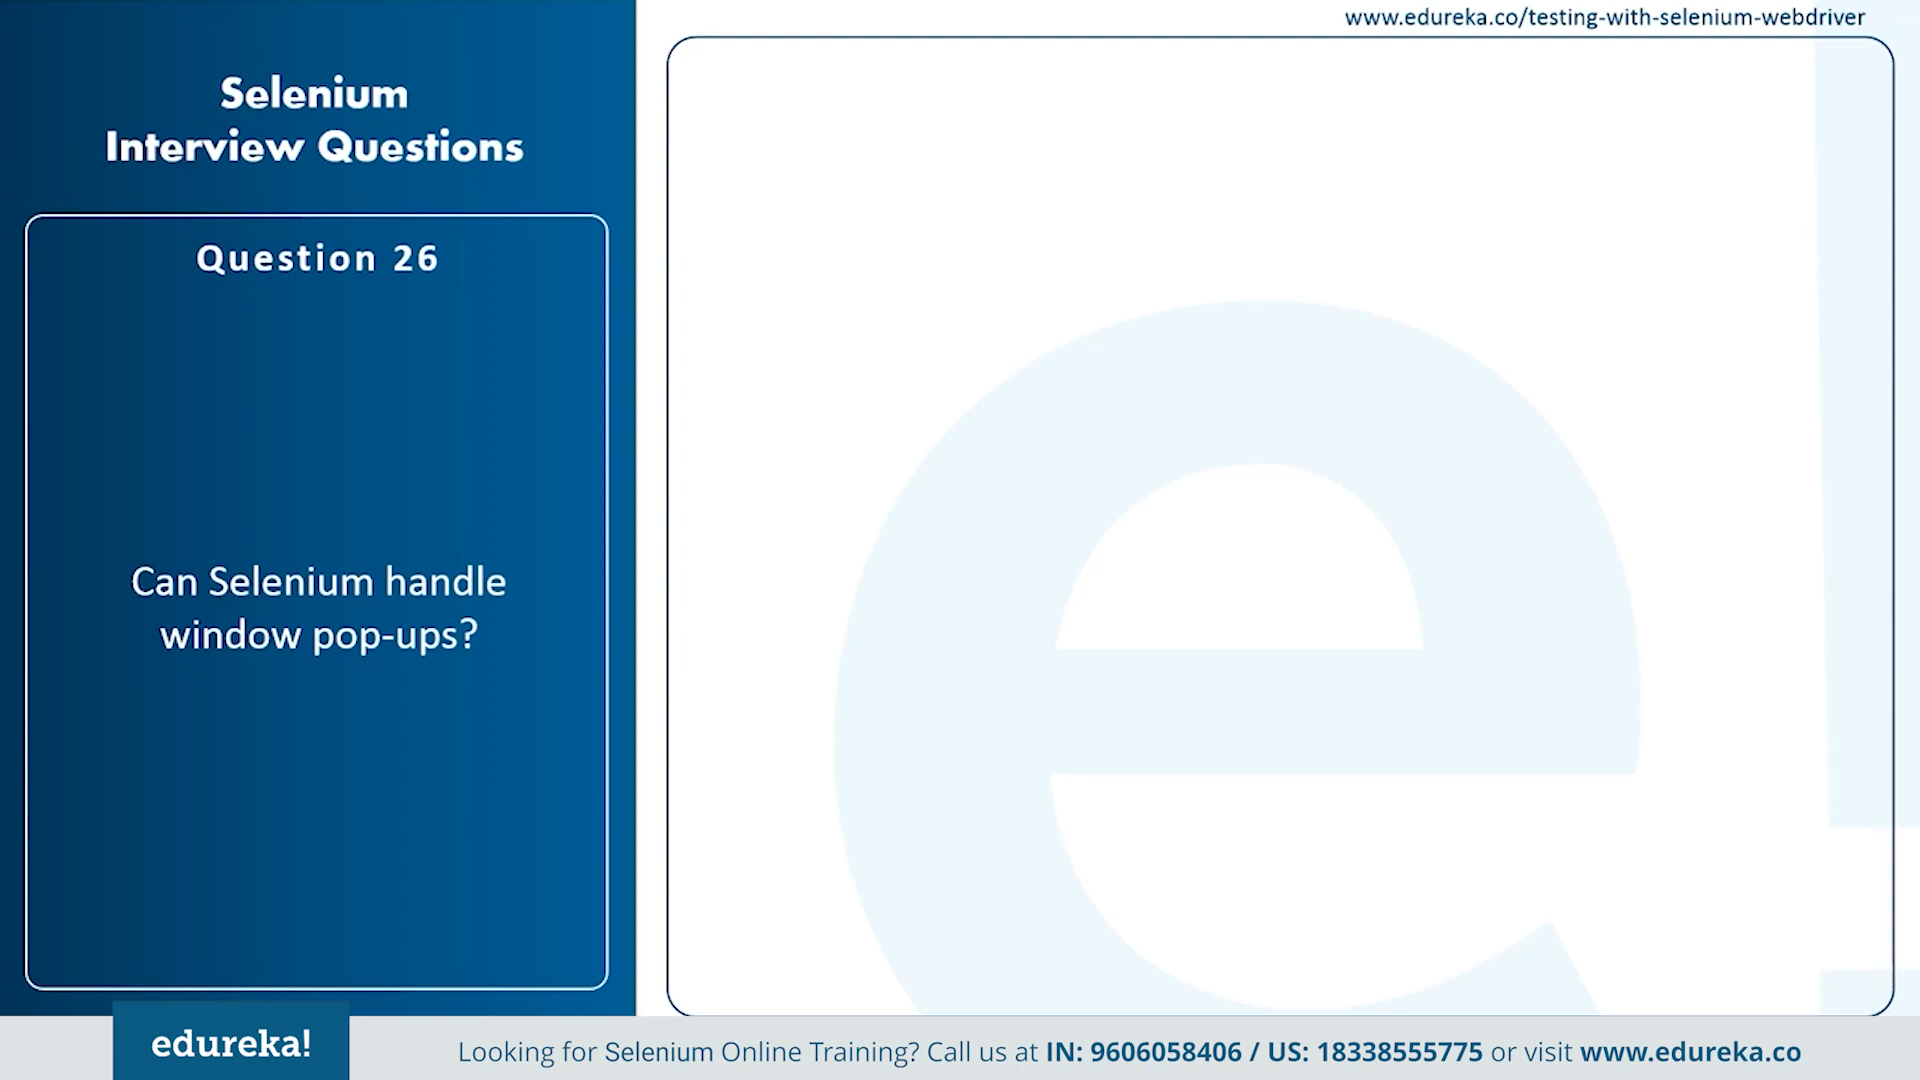 www.edureka.co/testing-with-selenium-webdriver
Selenium
Interview Questions
Question 26
Can Selenium handle
window pop-ups?
edureka!
Looking for Selenium Online Training? Call us at IN: 9606058406 / US: 18338555775 or visit www.edureka.co